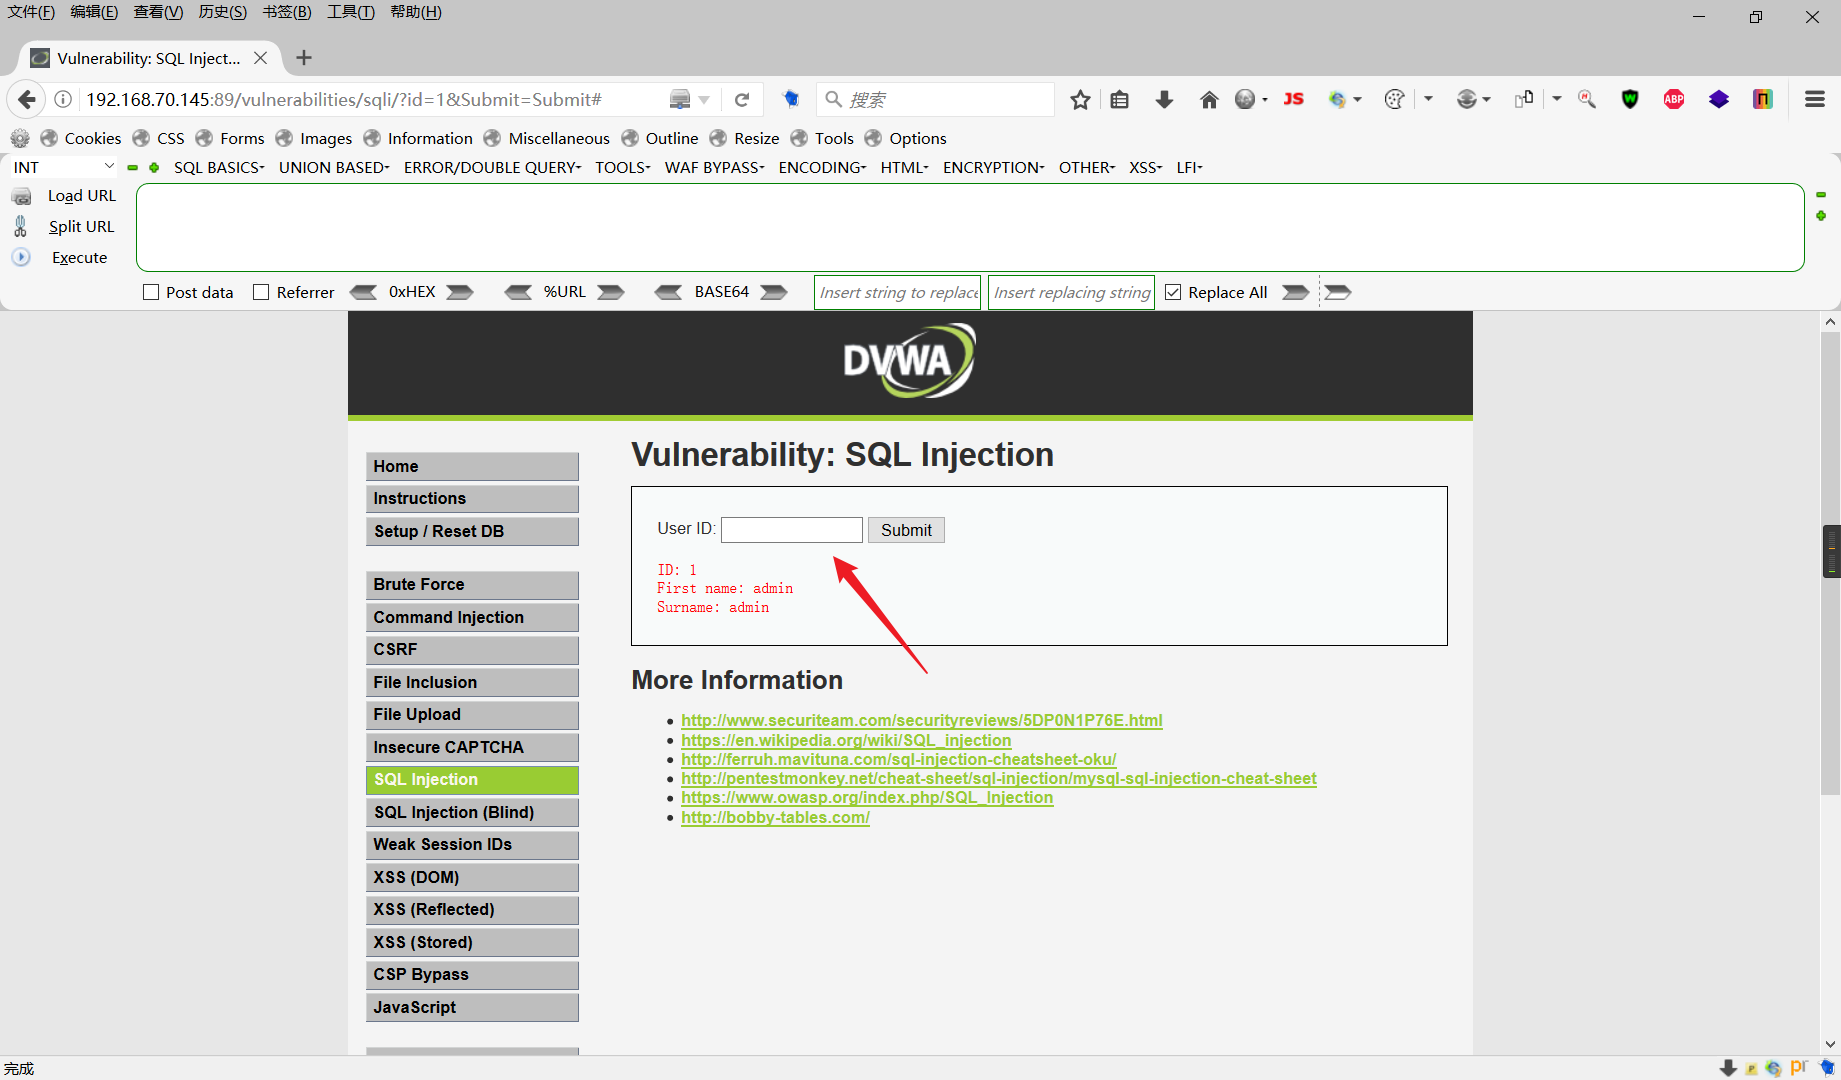 文件(F) 编辑(E) 查看(V) 历史(S) 书签(B) 工具(T) 帮助(H)
Vulnerability: SQL Inject...
192.168.70.145:89/vulnerabilities/sqli/?id=1&Submit=Submit#
搜索
JS
ABP
Cookies CSS Forms Images Information Miscellaneous Outline Resize Tools Options
INT SQL BASICS UNION BASED ERROR/DOUBLE QUERY TOOLS WAF BYPASS ENCODING HTML ENCRYPTION OTHER XSS LFI
Load URL
Split URL
Execute
Post data Referrer 0xHEX %URL BASE64 Insert string to replace Insert replacing string Replace All
DVWA
Vulnerability: SQL Injection
Home
Instructions
Setup / Reset DB
Brute Force
Command Injection
CSRF
File Inclusion
File Upload
Insecure CAPTCHA
SQL Injection
SQL Injection (Blind)
Weak Session IDs
XSS (DOM)
XSS (Reflected)
XSS (Stored)
CSP Bypass
JavaScript
User ID: Submit
ID: 1
First name: admin
Surname: admin
More Information
http://www.securiteam.com/securityreviews/5DP0N1P76E.html
https://en.wikipedia.org/wiki/SQL_injection
http://ferruh.mavituna.com/sql-injection-cheatsheet-oku/
http://pentestmonkey.net/cheat-sheet/sql-injection/mysql-sql-injection-cheat-sheet
https://www.owasp.org/index.php/SQL_Injection
http://bobby-tables.com/
完成
pr